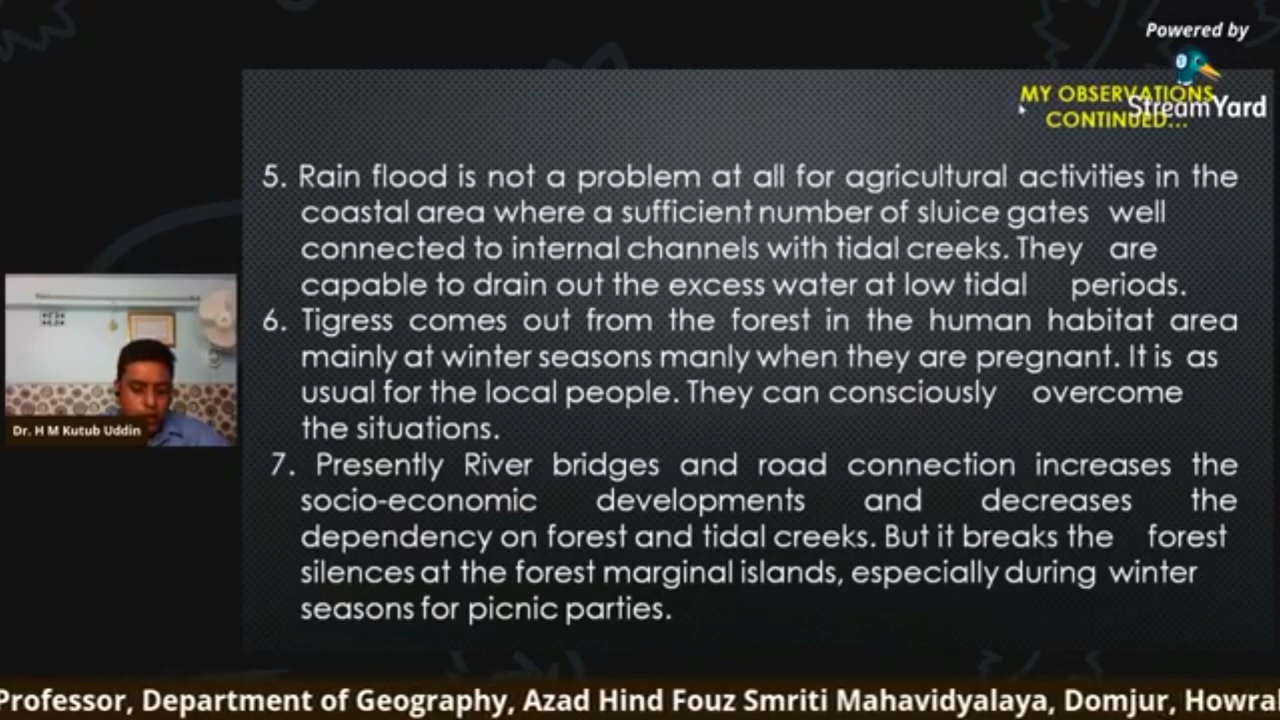 Powered by
StreamYard
MY OBSERVATIONS
CONTINUED...
5. Rain flood is not a problem at all for agricultural activities in the
coastal area where a sufficient number of sluice gates well
connected to internal channels with tidal creeks. They are
capable to drain out the excess water at low tidal periods.
6. Tigress comes out from the forest in the human habitat area
mainly at winter seasons manly when they are pregnant. It is as
usual for the local people. They can consciously overcome
the situations.
7. Presently River bridges and road connection increases the
socio-economic developments and decreases the
dependency on forest and tidal creeks. But it breaks the forest
silences at the forest marginal islands, especially during winter
seasons for picnic parties.
Dr. H M Kutub Uddin
Professor, Department of Geography, Azad Hind Fouz Smriti Mahavidyalaya, Domjur, Howra